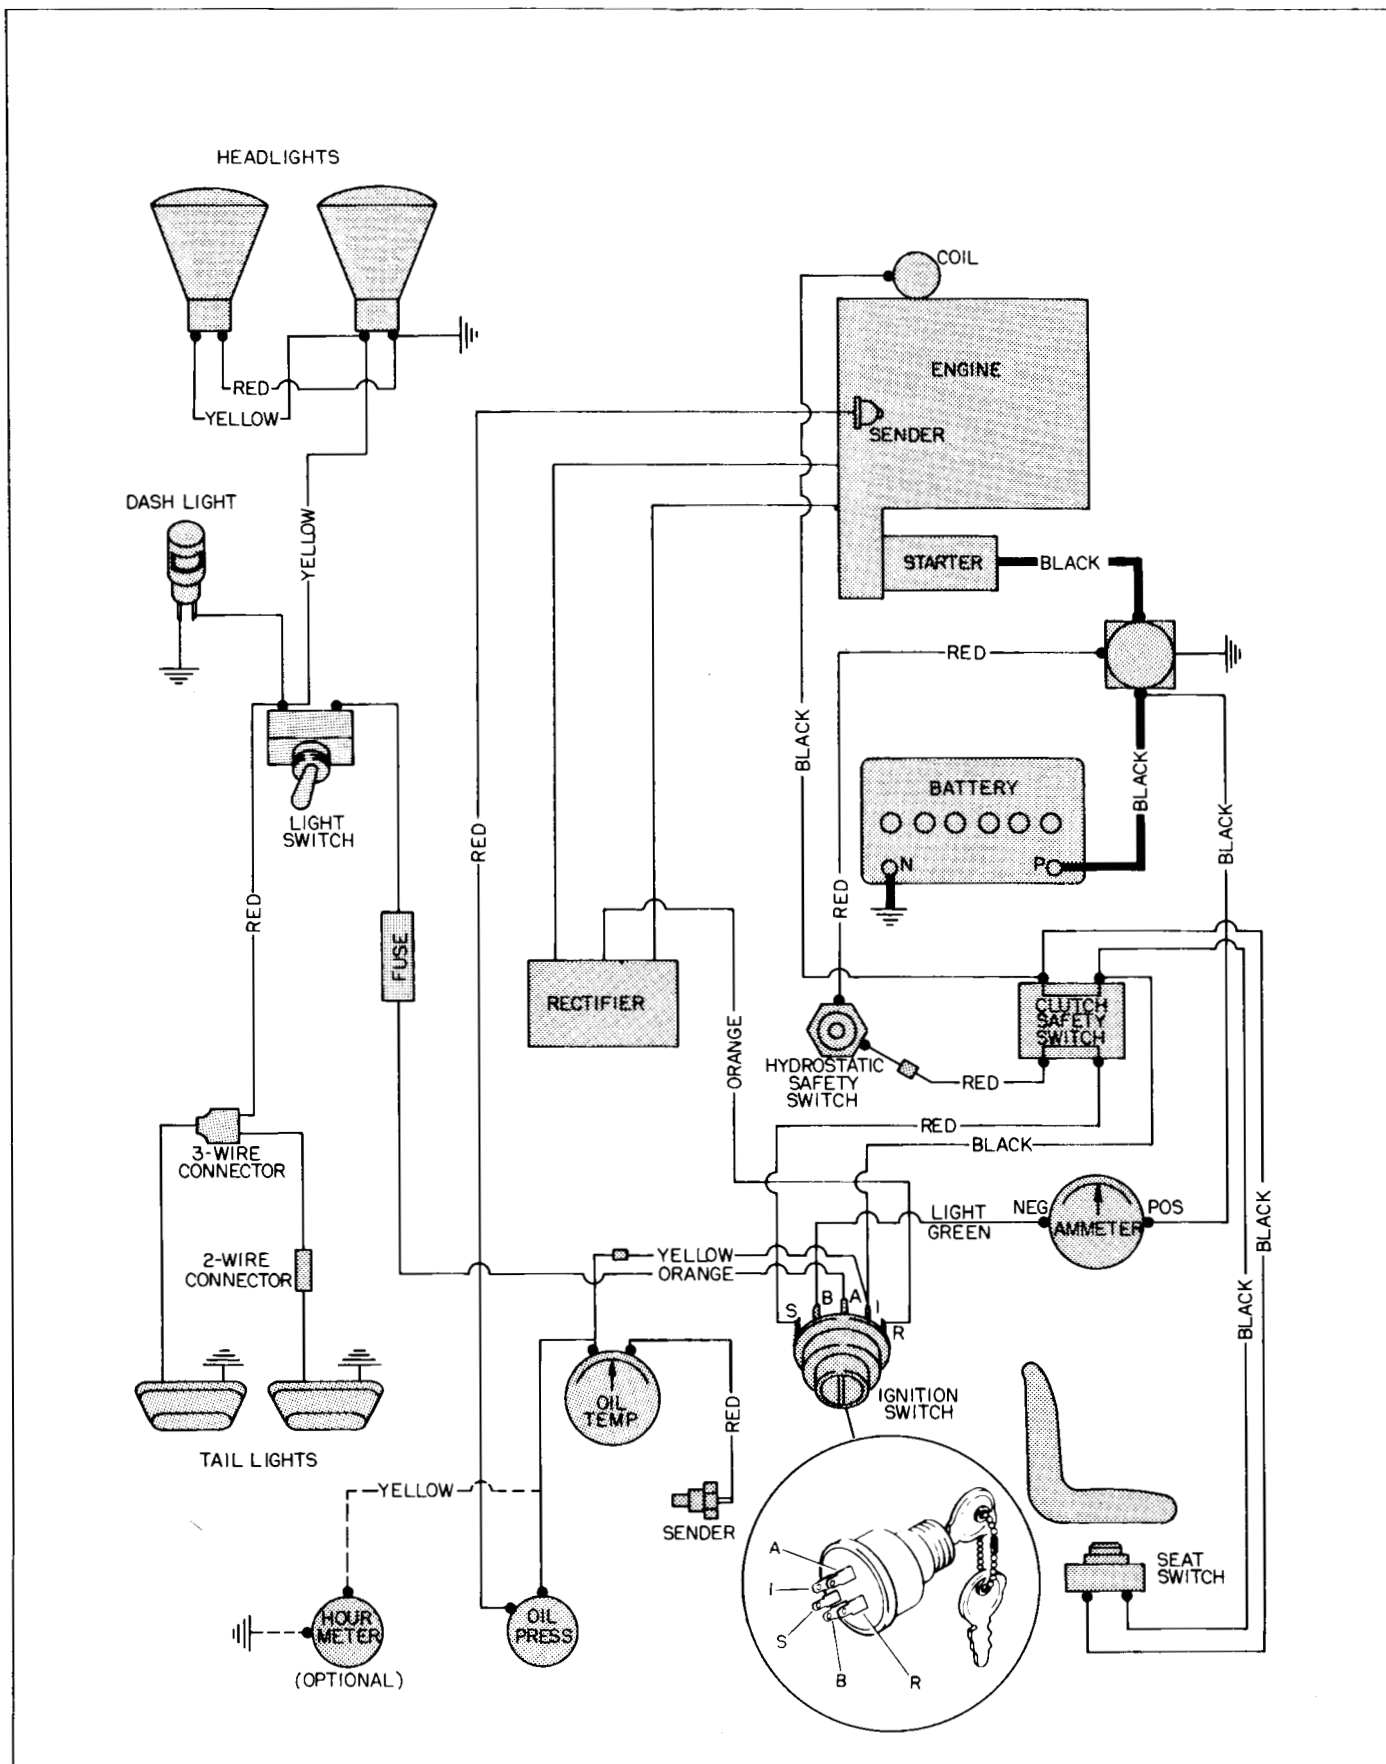 HEADLIGHTS
COIL
ENGINE
RED
YELLOW
SENDER
DASH LIGHT
YELLOW
STARTER
BLACK
RED
BLACK
BATTERY
BLACK
BLACK
LIGHT
SWITCH
RED
N
P
RED
RED
FUSE
RECTIFIER
ORANGE
CLUTCH
SAFETY
SWITCH
HYDROSTATIC
SAFETY
SWITCH
RED
RED
BLACK
3-WIRE
CONNECTOR
NEG
POS
LIGHT
GREEN
AMMETER
BLACK
YELLOW
ORANGE
2-WIRE
CONNECTOR
S
B
A
I
R
BLACK
OIL
TEMP
RED
IGNITION
SWITCH
TAIL LIGHTS
YELLOW
SENDER
A
I
S
B
R
SEAT
SWITCH
HOUR
METER
(OPTIONAL)
OIL
PRESS